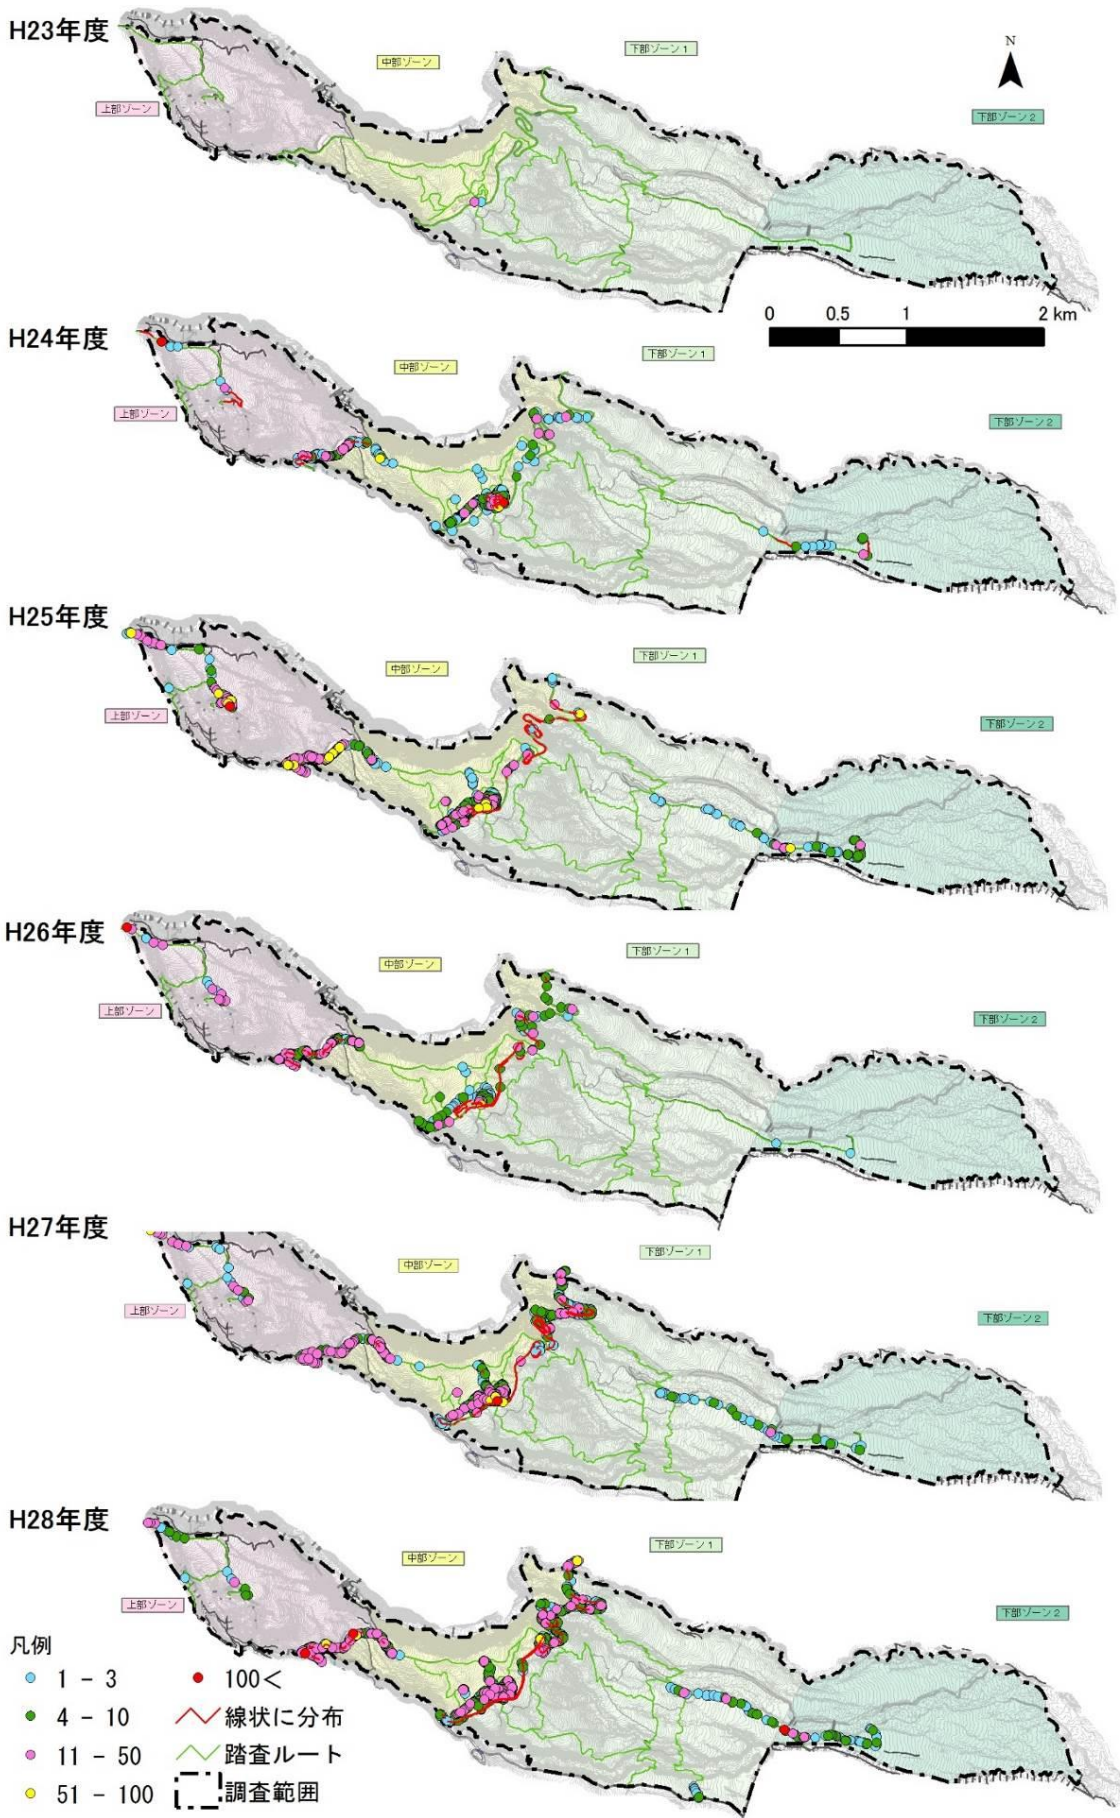 H23年度
中部ゾーン
下部ゾーン1
N
上部ゾーン
下部ゾーン2
0 0.5 1 2 km
H24年度
中部ゾーン
下部ゾーン1
上部ゾーン
下部ゾーン2
H25年度
中部ゾーン
下部ゾーン1
上部ゾーン
下部ゾーン2
H26年度
中部ゾーン
下部ゾーン1
上部ゾーン
下部ゾーン2
H27年度
中部ゾーン
下部ゾーン1
上部ゾーン
下部ゾーン2
H28年度
中部ゾーン
下部ゾーン1
上部ゾーン
下部ゾーン2
凡例
1 - 3
4 - 10
11 - 50
51 - 100
100<
線状に分布
踏査ルート
調査範囲